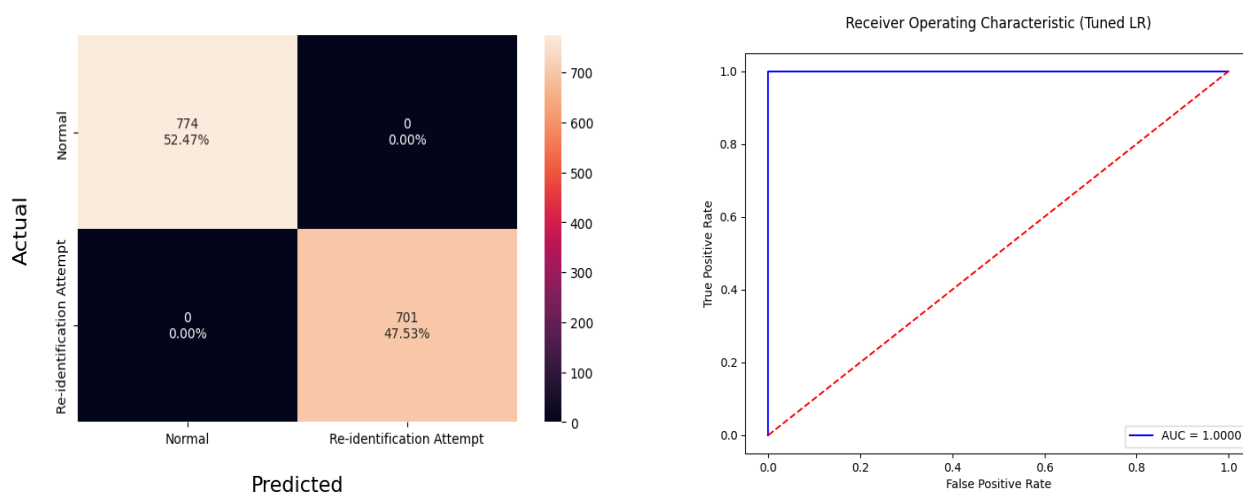 Normal
Re-identification Attempt
Actual
774
52.47%
0
0.00%
0
0.00%
701
47.53%
Normal
Re-identification Attempt
Predicted
700
600
500
400
300
200
100
0
Receiver Operating Characteristic (Tuned LR)
True Positive Rate
1.0
0.8
0.6
0.4
0.2
0.0
AUC = 1.0000
0.0
0.2
0.4
0.6
0.8
1.0
False Positive Rate